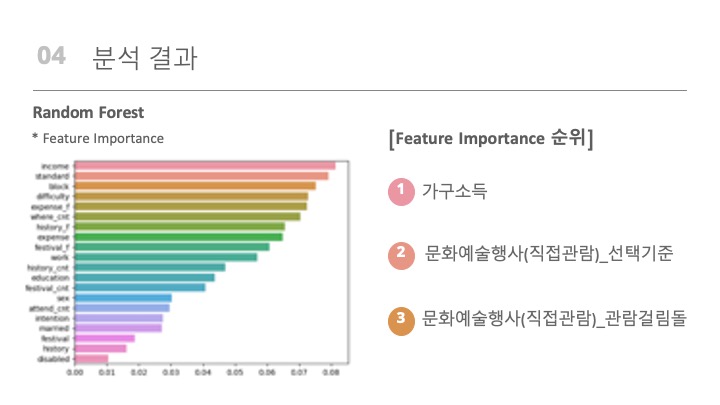 04 분석 결과
Random Forest
* Feature Importance
income
standard
block
difficulty
expense_f
where_cnt
history_f
expense
festival_f
work
history_cnt
education
festival_cnt
sex
attend_cnt
intention
married
festival
history
disabled
0.00 0.01 0.02 0.03 0.04 0.05 0.06 0.07 0.08
[Feature Importance 순위]
1 가구소득
2 문화예술행사(직접관람)_선택기준
3 문화예술행사(직접관람)_관람걸림돌